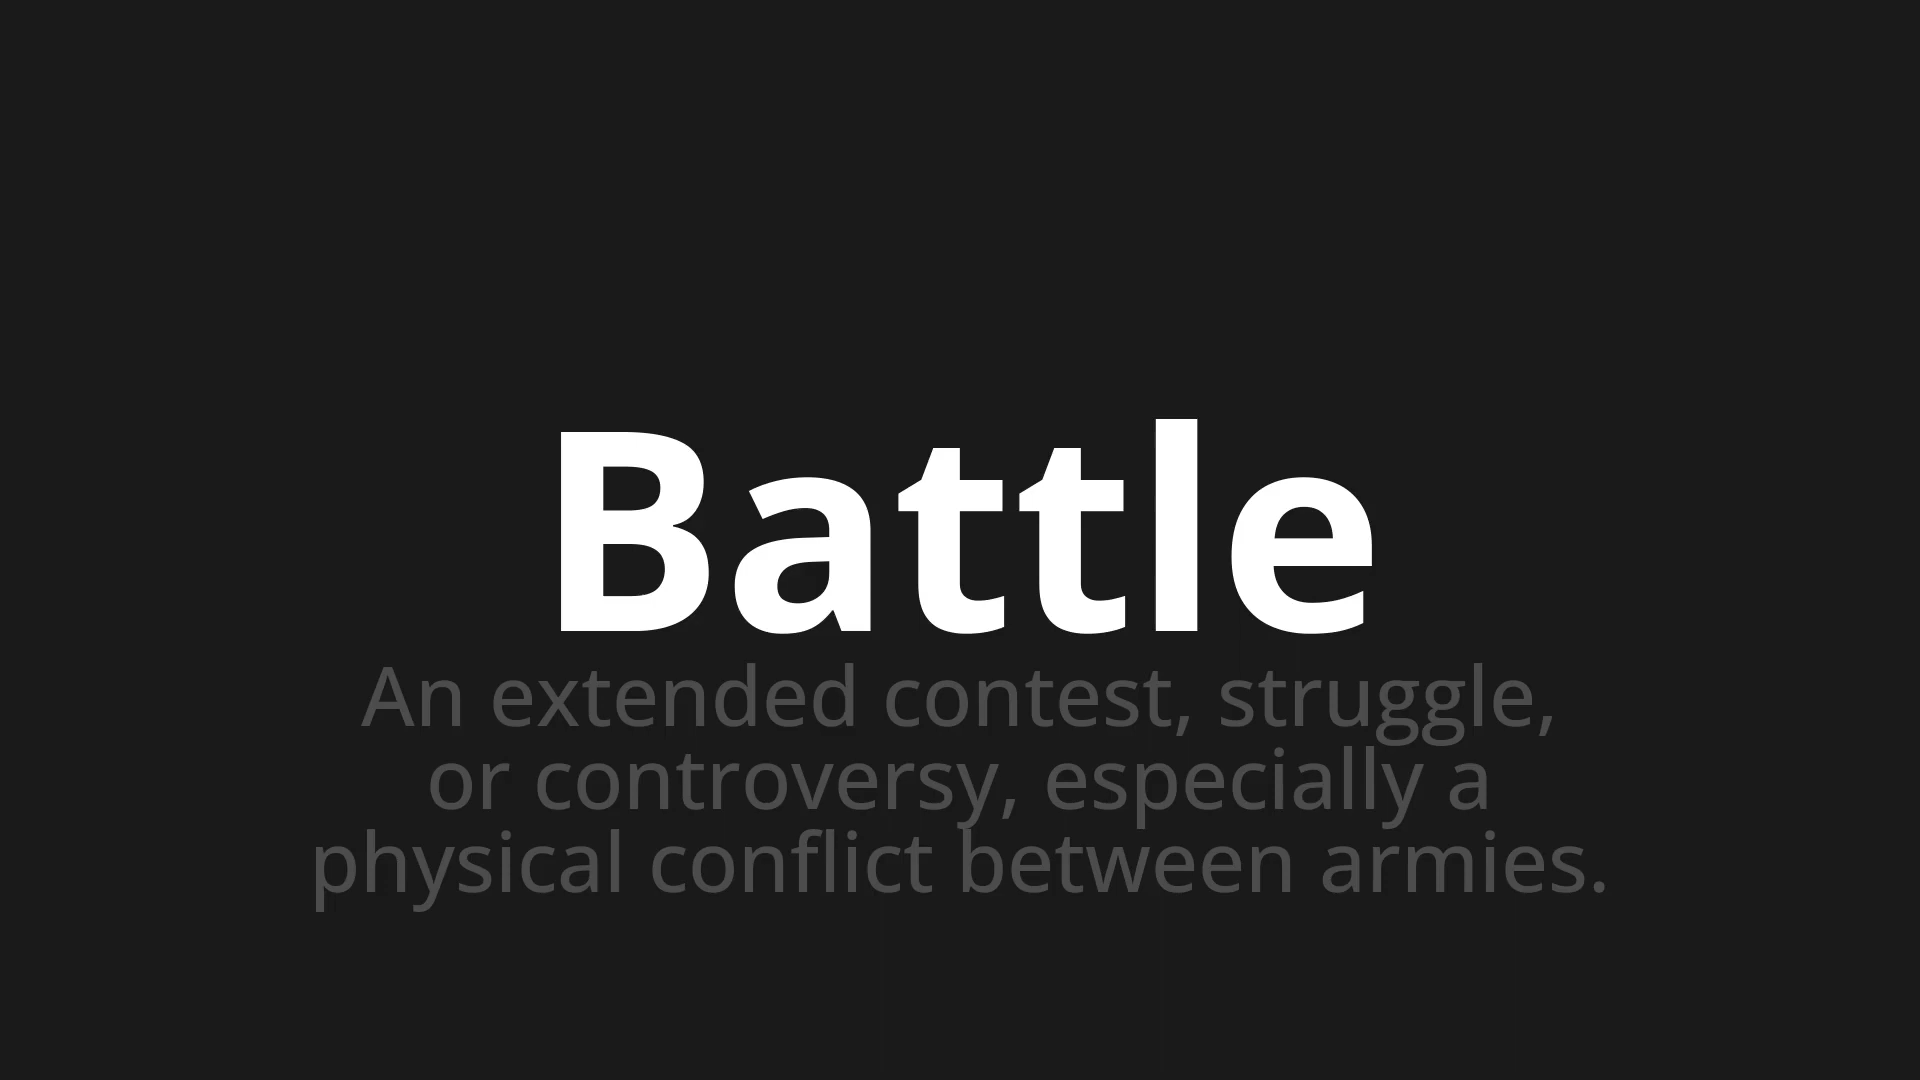 Battle
An extended contest, struggle,
or controversy, especially a
physical conflict between armies.